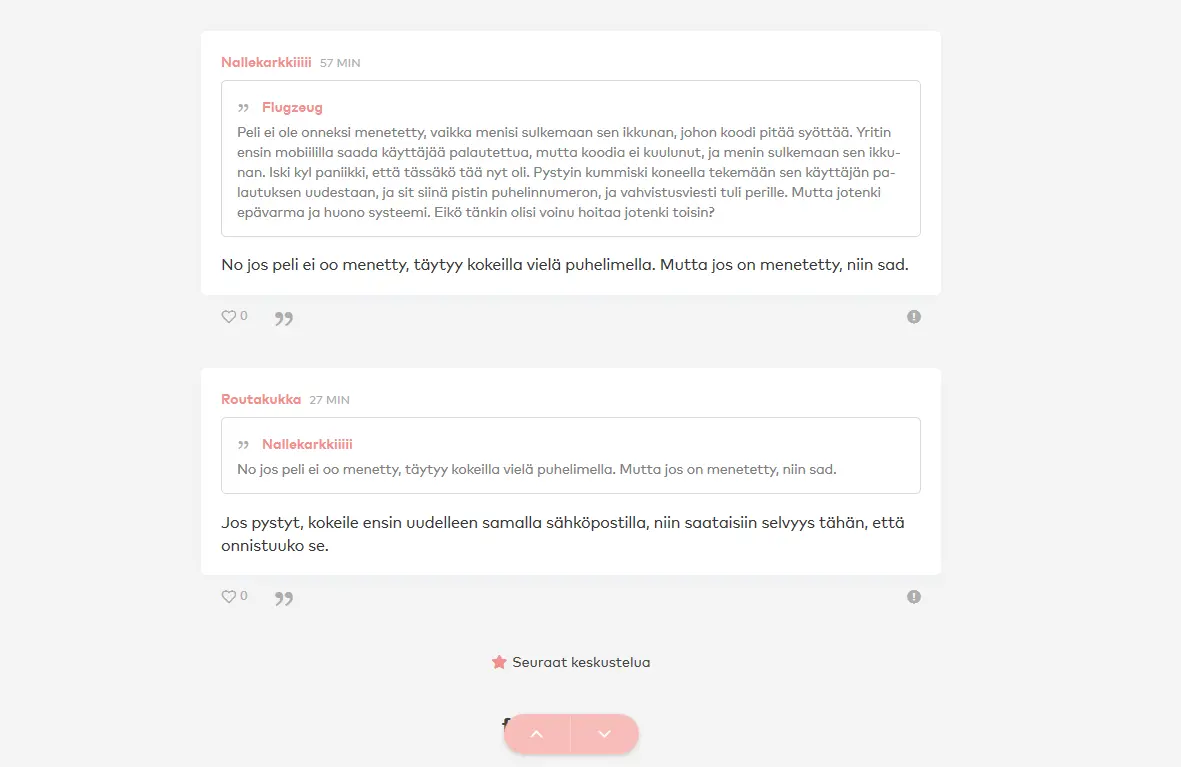 Nallekarkkiiiii 57 MIN
Flugzeug
Peli ei ole onneksi menetetty, vaikka menisi sulkemaan sen ikkunan, johon koodi pitää syöttää. Yritin
ensin mobiililla saada käyttäjää palautettua, mutta koodia ei kuulunut, ja menin sulkemaan sen ikku-
nan. Iski kyl paniikki, että tässäkö tää nyt oli. Pystyin kummiski koneella tekemään sen käyttäjän pa-
lautuksen uudestaan, ja sit siinä pistin puhelinnumeron, ja vahvistusviesti tuli perille. Mutta jotenki
epävarma ja huono systeemi. Eikö tänkin olisi voinu hoitaa jotenki toisin?
No jos peli ei oo menetty, täytyy kokeilla vielä puhelimella. Mutta jos on menetetty, niin sad.
0
Routakukka 27 MIN
Nallekarkkiiiii
No jos peli ei oo menetty, täytyy kokeilla vielä puhelimella. Mutta jos on menetetty, niin sad.
Jos pystyt, kokeile ensin uudelleen samalla sähköpostilla, niin saataisiin selvyys tähän, että
onnistuuko se.
0
Seuraat keskustelua